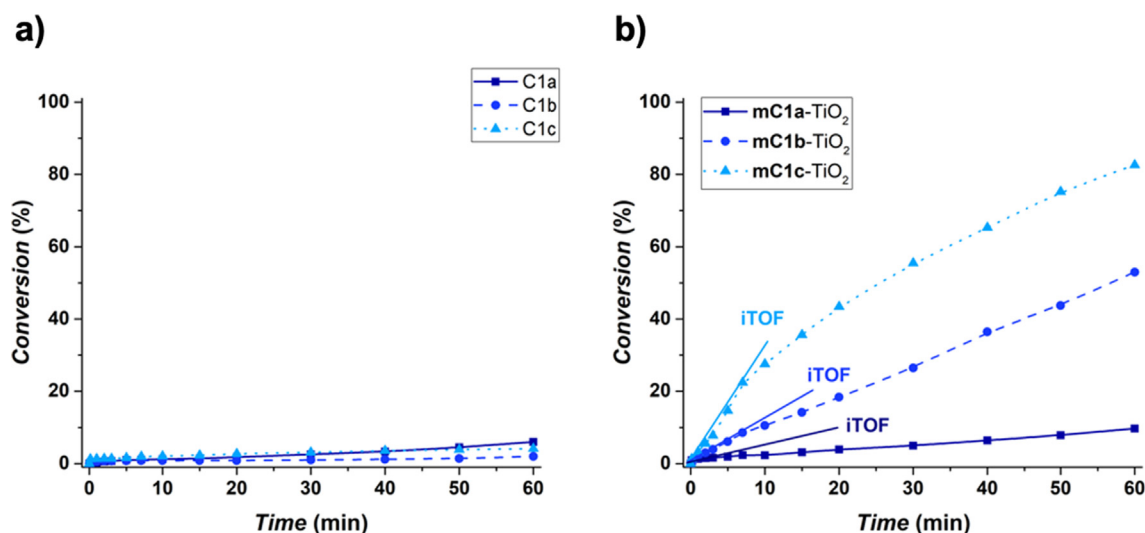 a)
C1a
C1b
C1c
100
80
60
40
20
0
Conversion (%)
0 10 20 30 40 50 60
Time (min)
b)
mC1a-TiO₂
mC1b-TiO₂
mC1c-TiO₂
100
80
60
40
20
0
Conversion (%)
iTOF
iTOF
iTOF
0 10 20 30 40 50 60
Time (min)